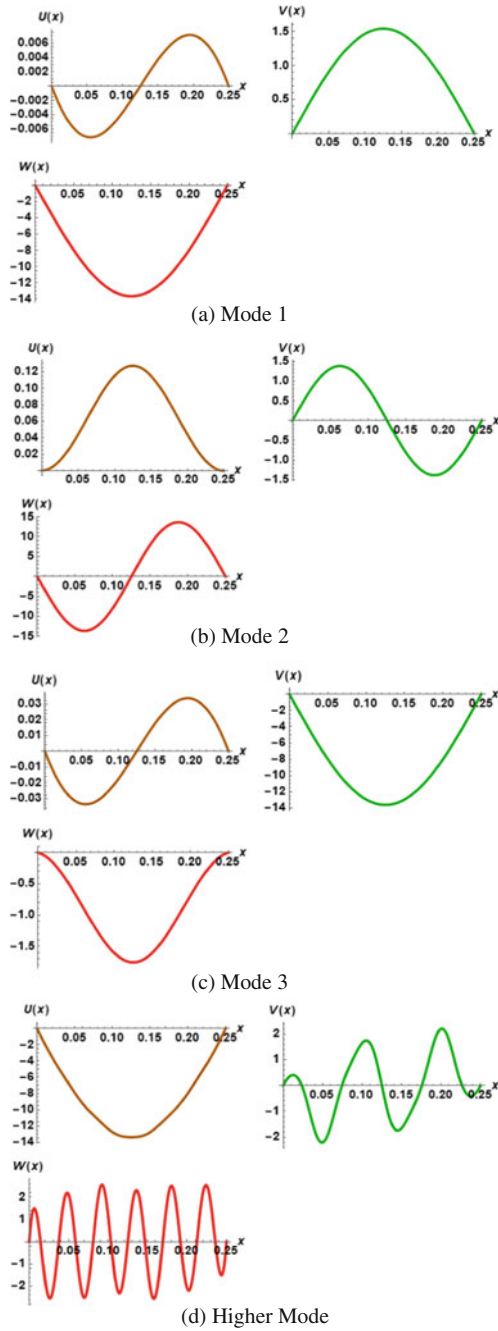 U(x) V(x)
0.006 1.5
0.002 1.0
-0.002 0.5
-0.006
0.05 0.10 0.15 0.20 0.25 x 0.05 0.10 0.15 0.20 0.25 x
W(x)
0.05 0.10 0.15 0.20 0.25 x
-2
-4
-6
-8
-10
-12
-14
(a) Mode 1
U(x) V(x)
0.12 1.5
0.10 1.0
0.08 0.5
0.06 0.05 0.10 0.15 0.20 0.25 x
0.04 -0.5
0.02 -1.0
0.05 0.10 0.15 0.20 0.25 x -1.5
W(x)
15
10
5
0.05 0.10 0.15 0.20 0.25 x
-5
-10
-15
(b) Mode 2
U(x) V(x)
0.03 0.05 0.10 0.15 0.20 0.25 x
0.02 -2
0.01 -4
0.05 0.10 0.15 0.20 0.25 x -6
-0.01 -8
-0.02 -10
-0.03 -12
-14
W(x)
0.05 0.10 0.15 0.20 0.25 x
-0.5
-1.0
-1.5
(c) Mode 3
U(x) V(x)
0.05 0.10 0.15 0.20 0.25 x 2
-2 1
-4 0.05 0.10 0.15 0.20 0.25 x
-6 -1
-8 -2
-10
-12
-14
W(x)
2
1
0.05 0.10 0.15 0.20 0.25 x
-1
-2
(d) Higher Mode